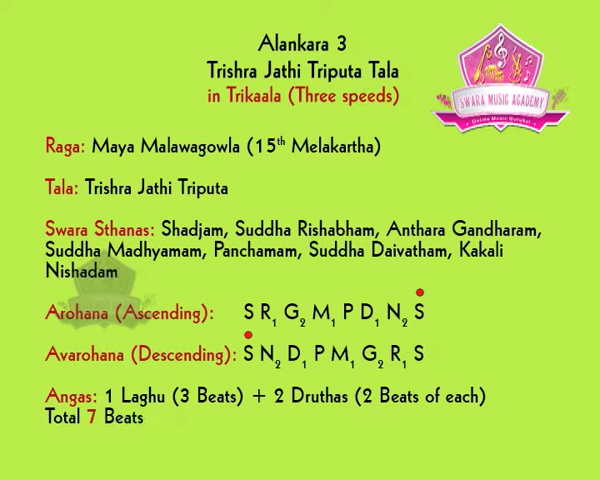 Alankara 3
Trishra Jathi Triputa Tala
in Trikaala (Three speeds)
SWARA MUSIC ACADEMY
Online Music Gurukul
Raga: Maya Malawagowla (15th Melakartha)
Tala: Trishra Jathi Triputa
Swara Sthanas: Shadjam, Suddha Rishabham, Anthara Gandharam,
Suddha Madhyamam, Panchamam, Suddha Daivatham, Kakali
Nishadam
Arohana (Ascending): S R₁ G₂ M₁ P D₁ N₂ Ṡ
Avarohana (Descending): Ṡ N₂ D₁ P M₁ G₂ R₁ S
Angas: 1 Laghu (3 Beats) + 2 Druthas (2 Beats of each)
Total 7 Beats